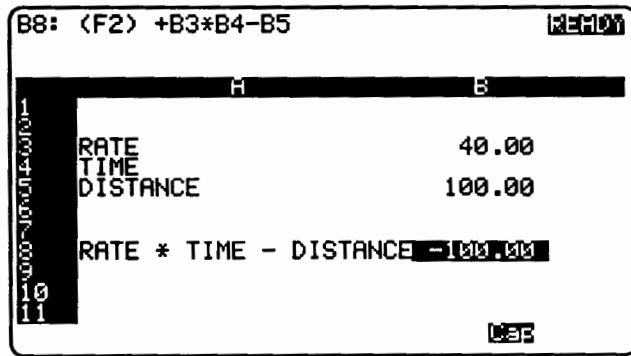 B8: (F2) +B3*B4-B5 READY
A B
1
2
3 RATE 40.00
4 TIME
5 DISTANCE 100.00
6
7
8 RATE * TIME - DISTANCE -100.00
9
10
11
Cap